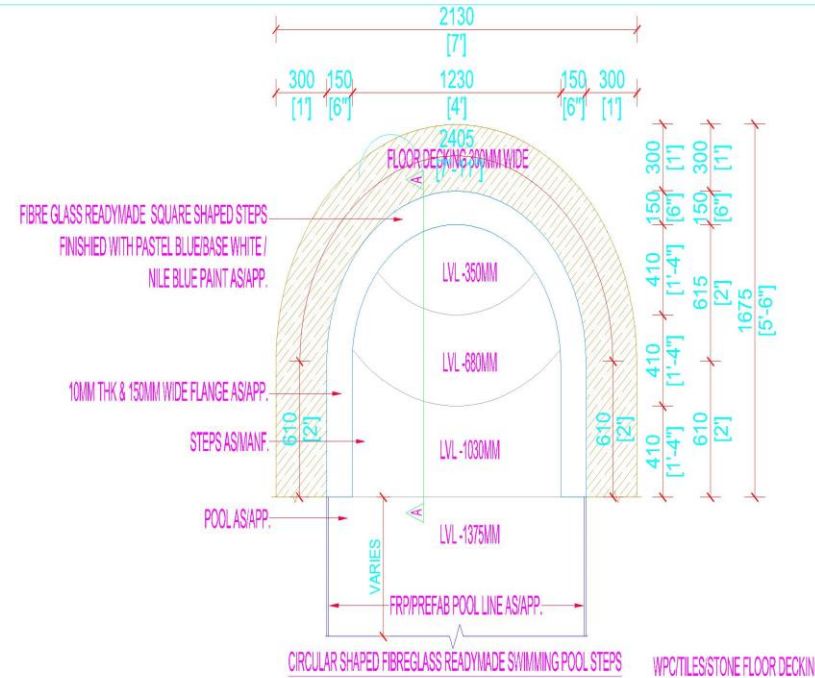 2130
[7']
300 150 1230 150 300
[1'] [6"] [4'] [6"] [1']
2405
FLOOR DECKING 300MM WIDE
[7'-11"]
A
300 [1'] 300 [1']
150 [6"] 150 [6"]
FIBRE GLASS READYMADE SQUARE SHAPED STEPS
FINISHIED WITH PASTEL BLUE/BASE WHITE /
NILE BLUE PAINT AS/APP.
LVL -350MM
410 [1'-4"] 615 [2'] 1675 [5'-6"]
LVL -680MM
410 [1'-4"]
10MM THK & 150MM WIDE FLANGE AS/APP.
610 [2'] 610 [2']
STEPS AS/MANF.
LVL -1030MM
410 [1'-4"] 610 [2']
POOL AS/APP.
A
LVL -1375MM
VARIES
FRP/PREFAB POOL LINE AS/APP.
CIRCULAR SHAPED FIBREGLASS READYMADE SWIMMING POOL STEPS
WPC/TILES/STONE FLOOR DECKIN